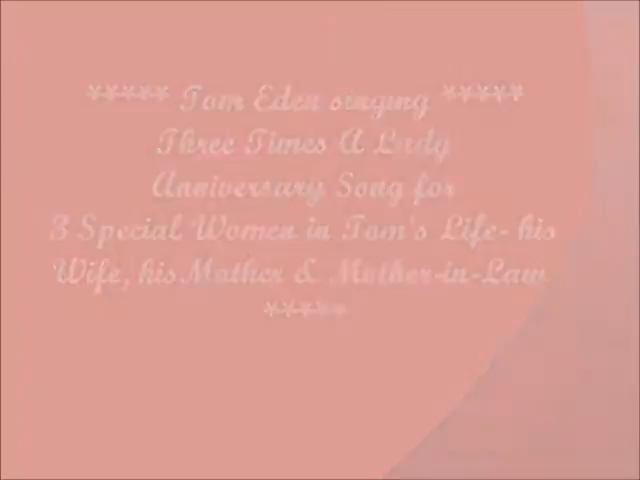 ***** Tom Eden singing *****
Three Times A Lady
Anniversary Song for
3 Special Women in Tom's Life- his
Wife, his Mother & Mother-in-Law
*****